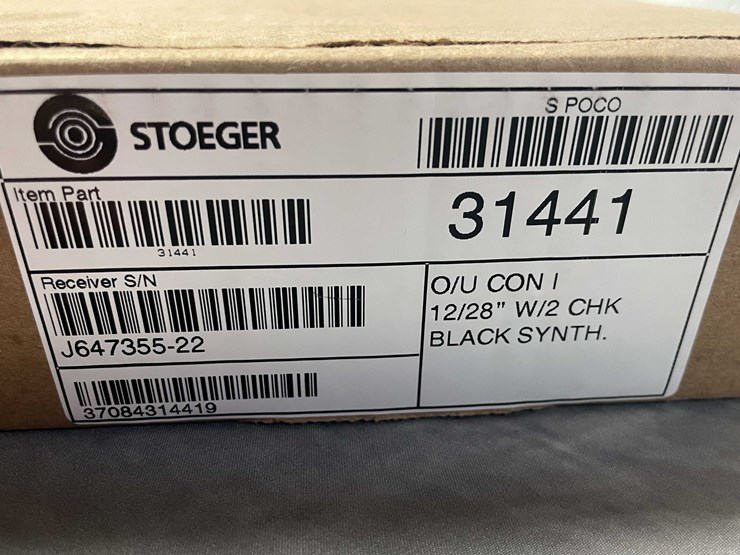 STOEGER
S POCO
Item Part
31441
31441
Receiver S/N
J647355-22
O/U CON I
12/28" W/2 CHK
BLACK SYNTH.
37084314419